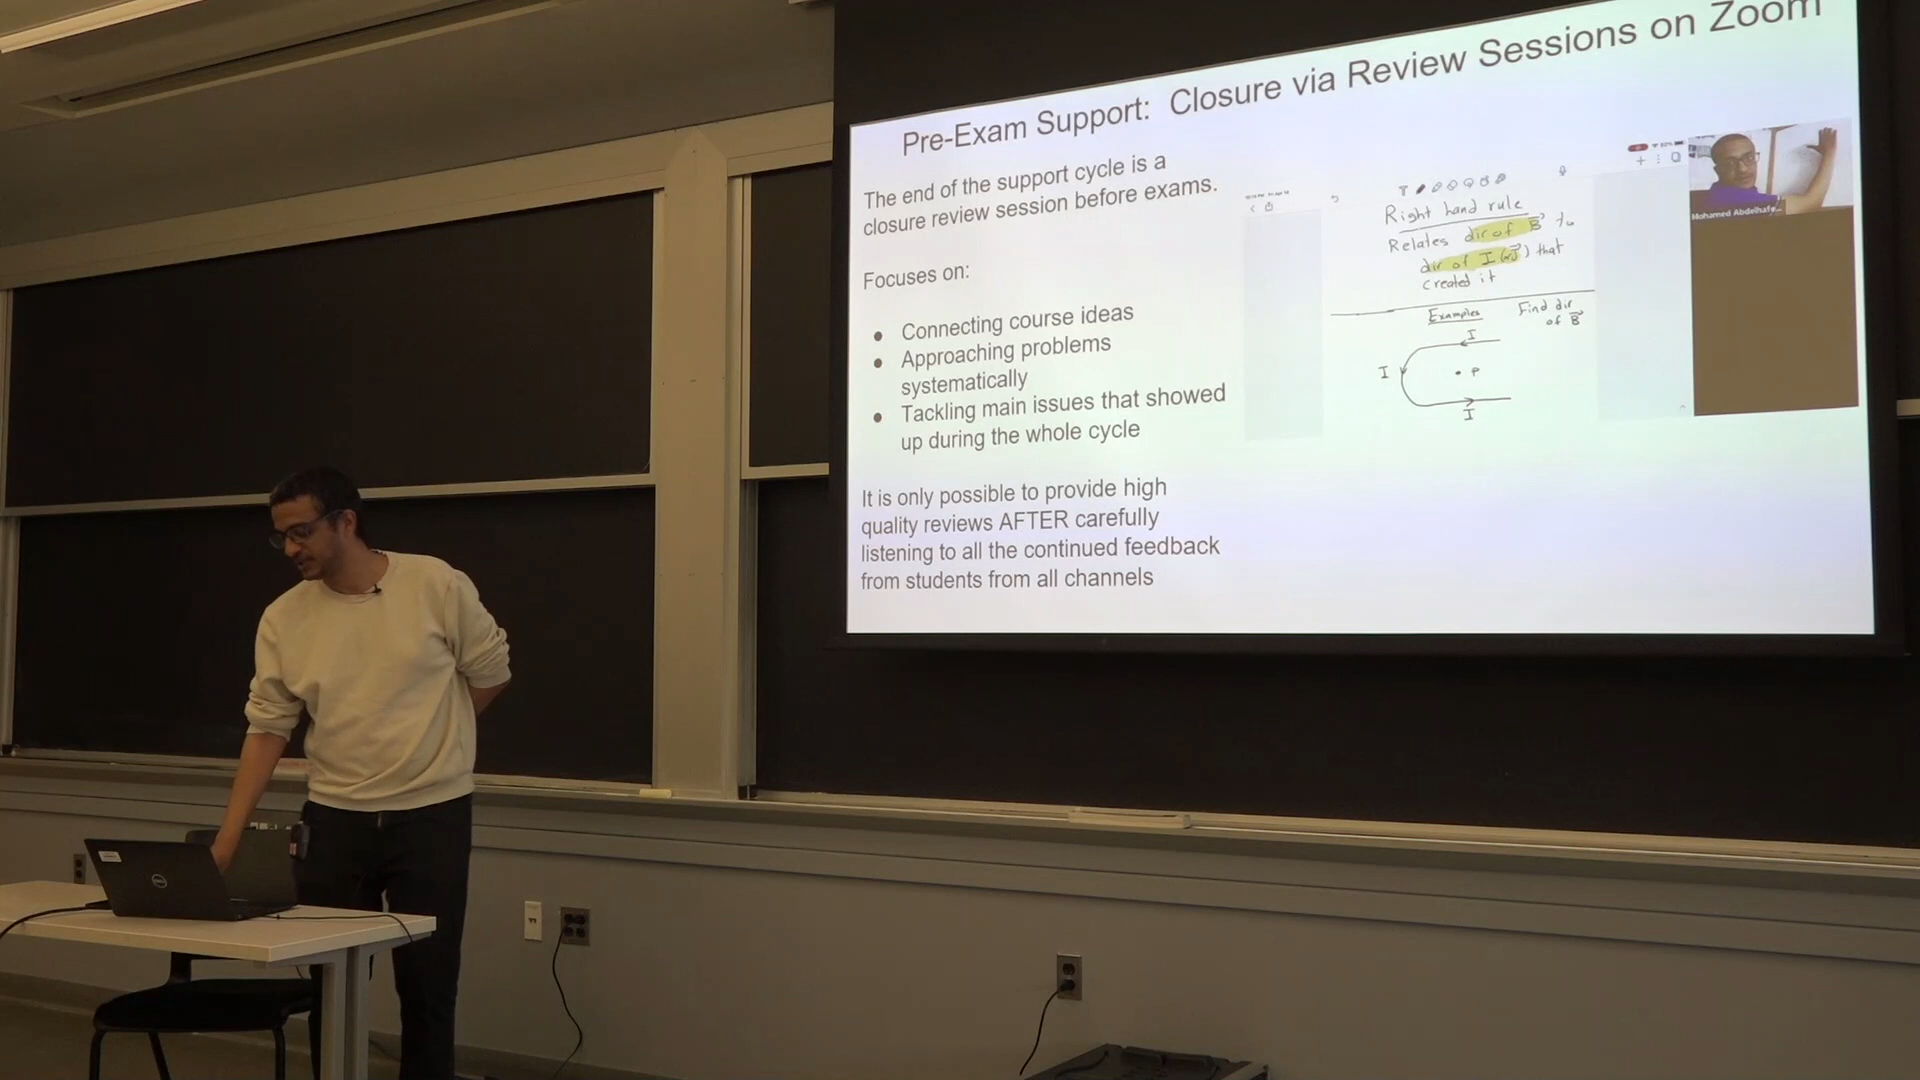 Pre-Exam Support: Closure via Review Sessions on Zoom
The end of the support cycle is a
closure review session before exams.
Focuses on:
● Connecting course ideas
● Approaching problems
systematically
● Tackling main issues that showed
up during the whole cycle
It is only possible to provide high
quality reviews AFTER carefully
listening to all the continued feedback
from students from all channels
Right hand rule
Relates dir of B⃗ to
dir of I (or J⃗) that
created it
Examples
Find dir
of B⃗
I
I
• P
I
Mohamed Abdelhafe...
DELL